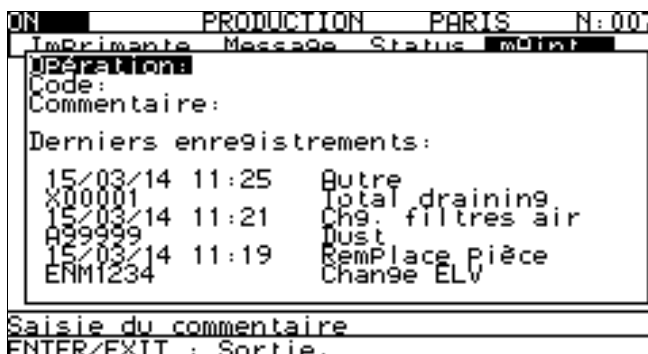 ON PRODUCTION PARIS N:007
Imprimante Message Status mAint
Opération:
Code:
Commentaire:
Derniers enregistrements:
15/03/14 11:25 Autre
X00001 Total draining
15/03/14 11:21 Chg. filtres air
A99999 Dust
15/03/14 11:19 Remplace pièce
ENM1234 Change ELV
Saisie du commentaire
ENTER/EXIT : Sortie.